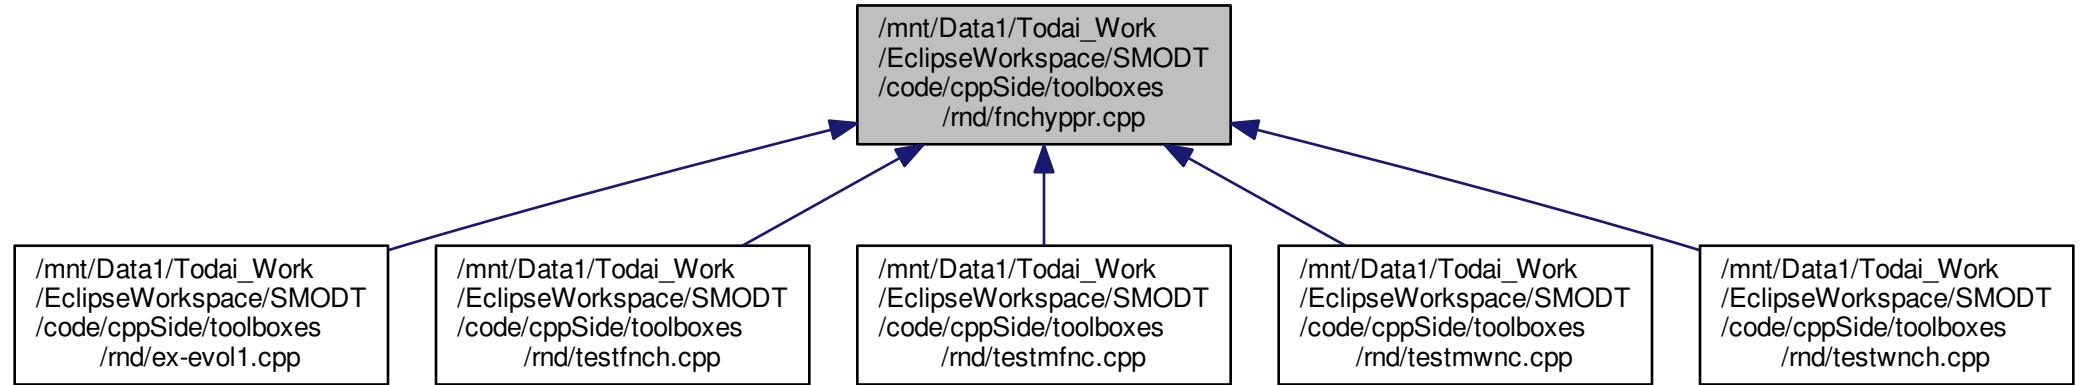 /mnt/Data1/Todai_Work
/EclipseWorkspace/SMODT
/code/cppSide/toolboxes
/rnd/fnchyppr.cpp
/mnt/Data1/Todai_Work
/EclipseWorkspace/SMODT
/code/cppSide/toolboxes
/rnd/ex-evol1.cpp
/mnt/Data1/Todai_Work
/EclipseWorkspace/SMODT
/code/cppSide/toolboxes
/rnd/testfnch.cpp
/mnt/Data1/Todai_Work
/EclipseWorkspace/SMODT
/code/cppSide/toolboxes
/rnd/testmfnc.cpp
/mnt/Data1/Todai_Work
/EclipseWorkspace/SMODT
/code/cppSide/toolboxes
/rnd/testmwnc.cpp
/mnt/Data1/Todai_Work
/EclipseWorkspace/SMODT
/code/cppSide/toolboxes
/rnd/testwnch.cpp